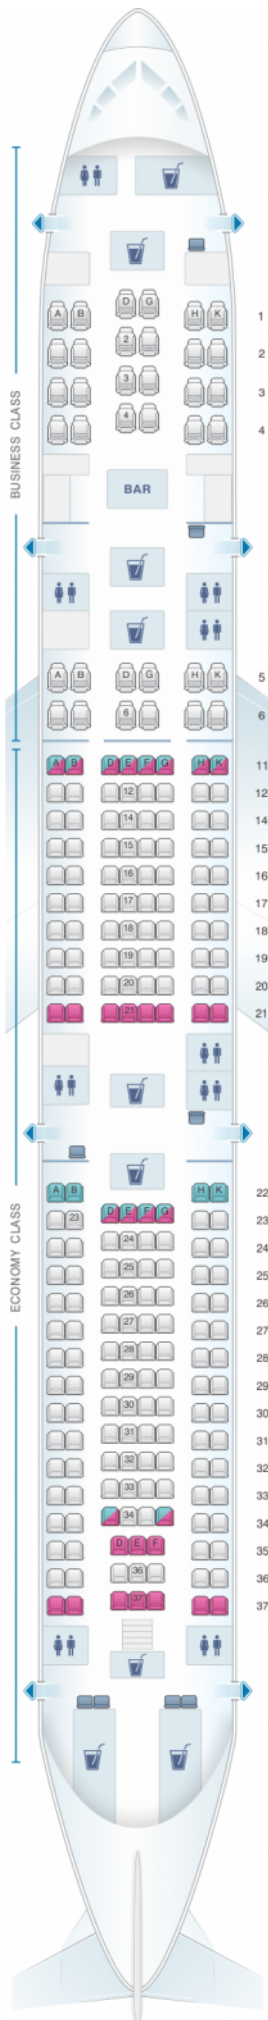 A B D G H K 1
2 2
3 3
4 4
BUSINESS CLASS
BAR
A B D G H K 5
6 6
A B D E F G H K 11
12 12
14 14
15 15
16 16
17 17
18 18
19 19
20 20
21 21
ECONOMY CLASS
A B H K 22
23 D E F G 23
24 24
25 25
26 26
27 27
28 28
29 29
30 30
31 31
32 32
33 33
34 34
D E F 35
36 36
37 37